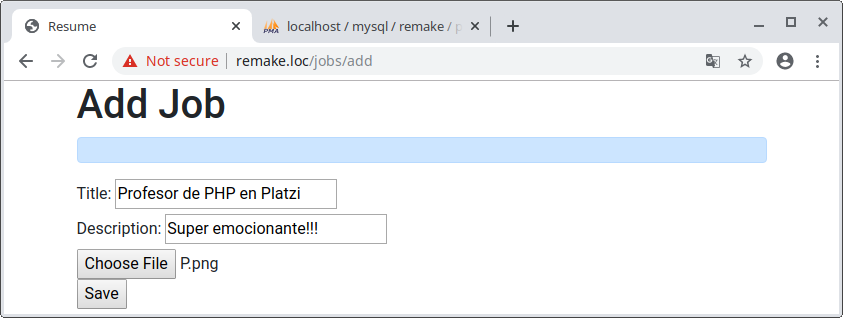 Resume
PMA localhost / mysql / remake / p
Not secure remake.loc/jobs/add
Add Job
Title: Profesor de PHP en Platzi
Description: Super emocionante!!!
Choose File P.png
Save